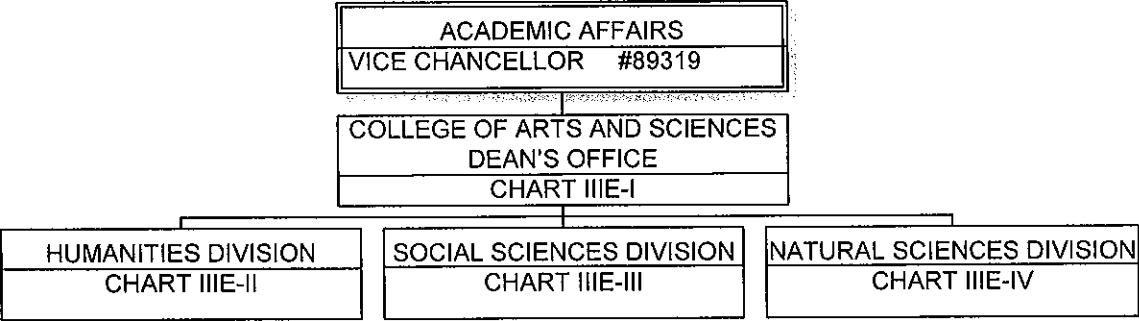 ACADEMIC AFFAIRS
VICE CHANCELLOR #89319
COLLEGE OF ARTS AND SCIENCES
DEAN'S OFFICE
CHART IIIE-I
HUMANITIES DIVISION
CHART IIIE-II
SOCIAL SCIENCES DIVISION
CHART IIIE-III
NATURAL SCIENCES DIVISION
CHART IIIE-IV